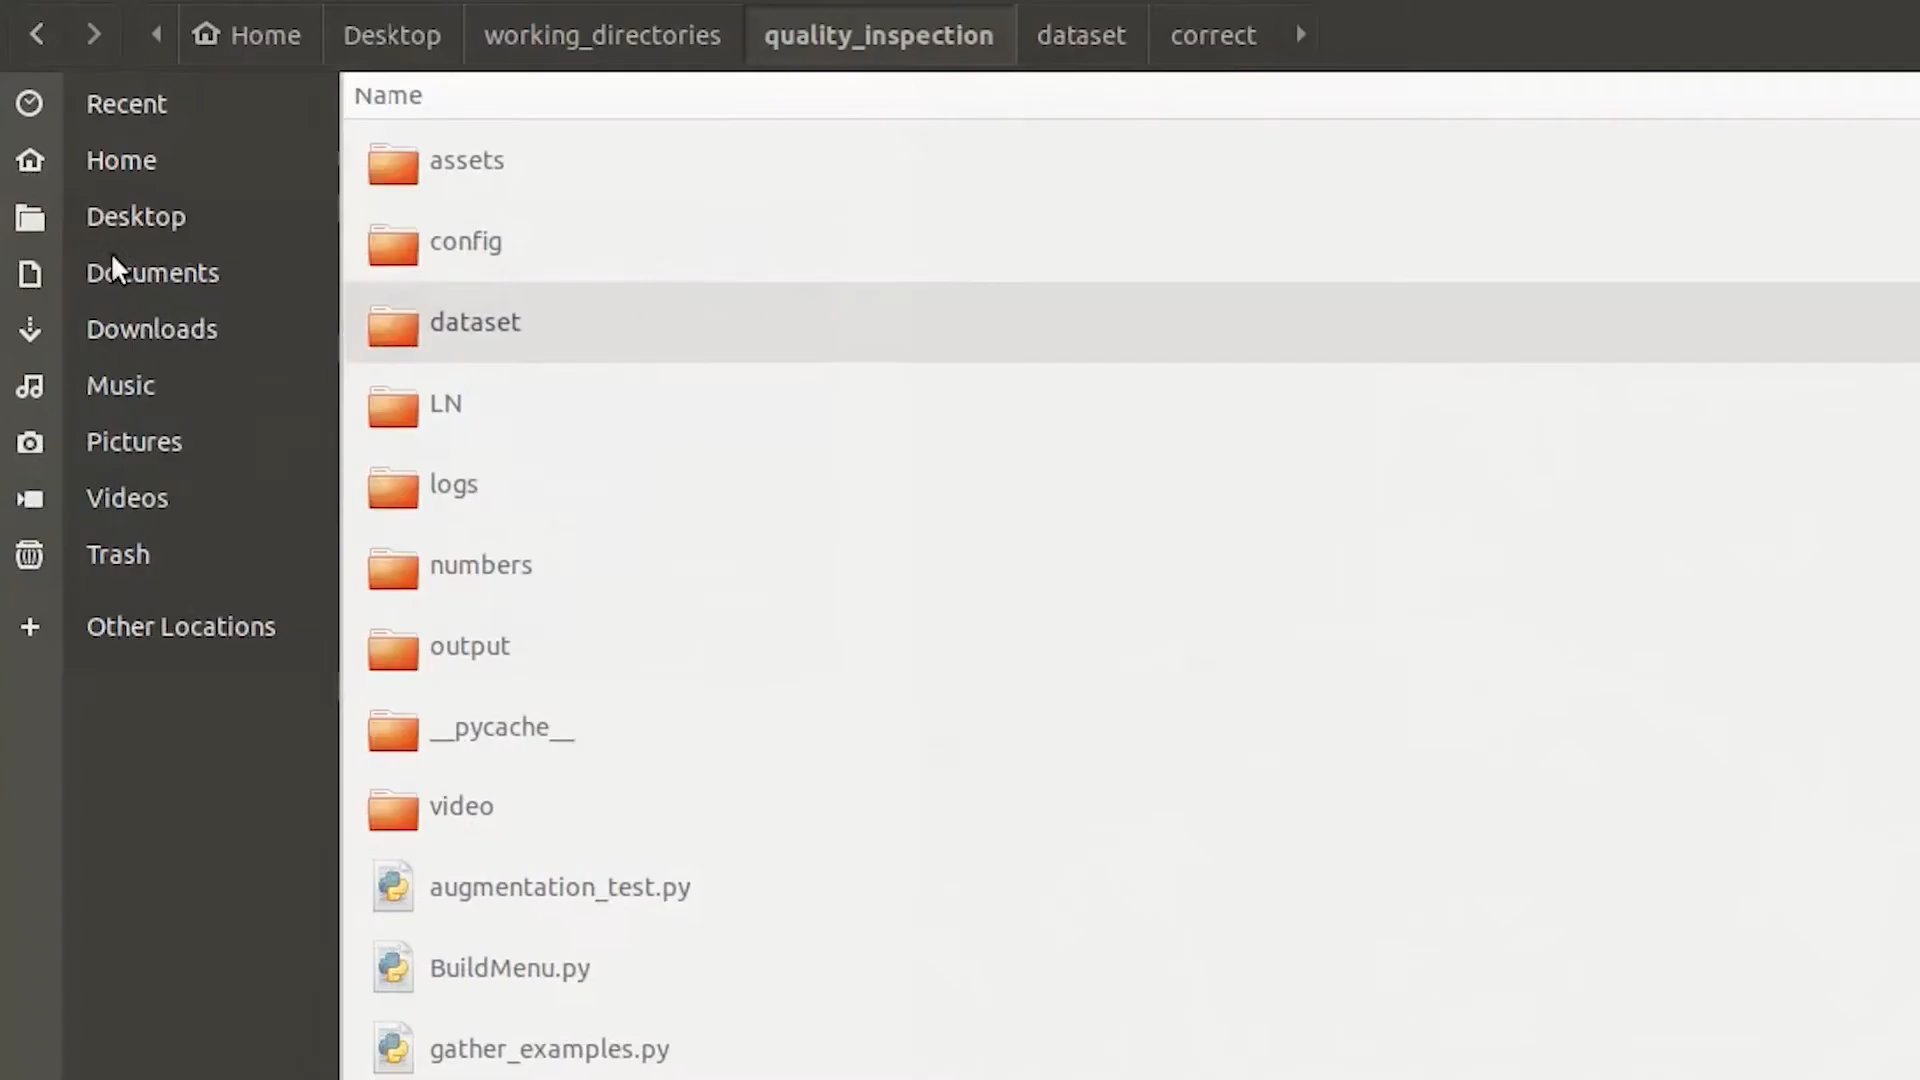 Home Desktop working_directories quality_inspection dataset correct
Recent
Home
Desktop
Documents
Downloads
Music
Pictures
Videos
Trash
Other Locations
Name
assets
config
dataset
LN
logs
numbers
output
__pycache__
video
augmentation_test.py
BuildMenu.py
gather_examples.py